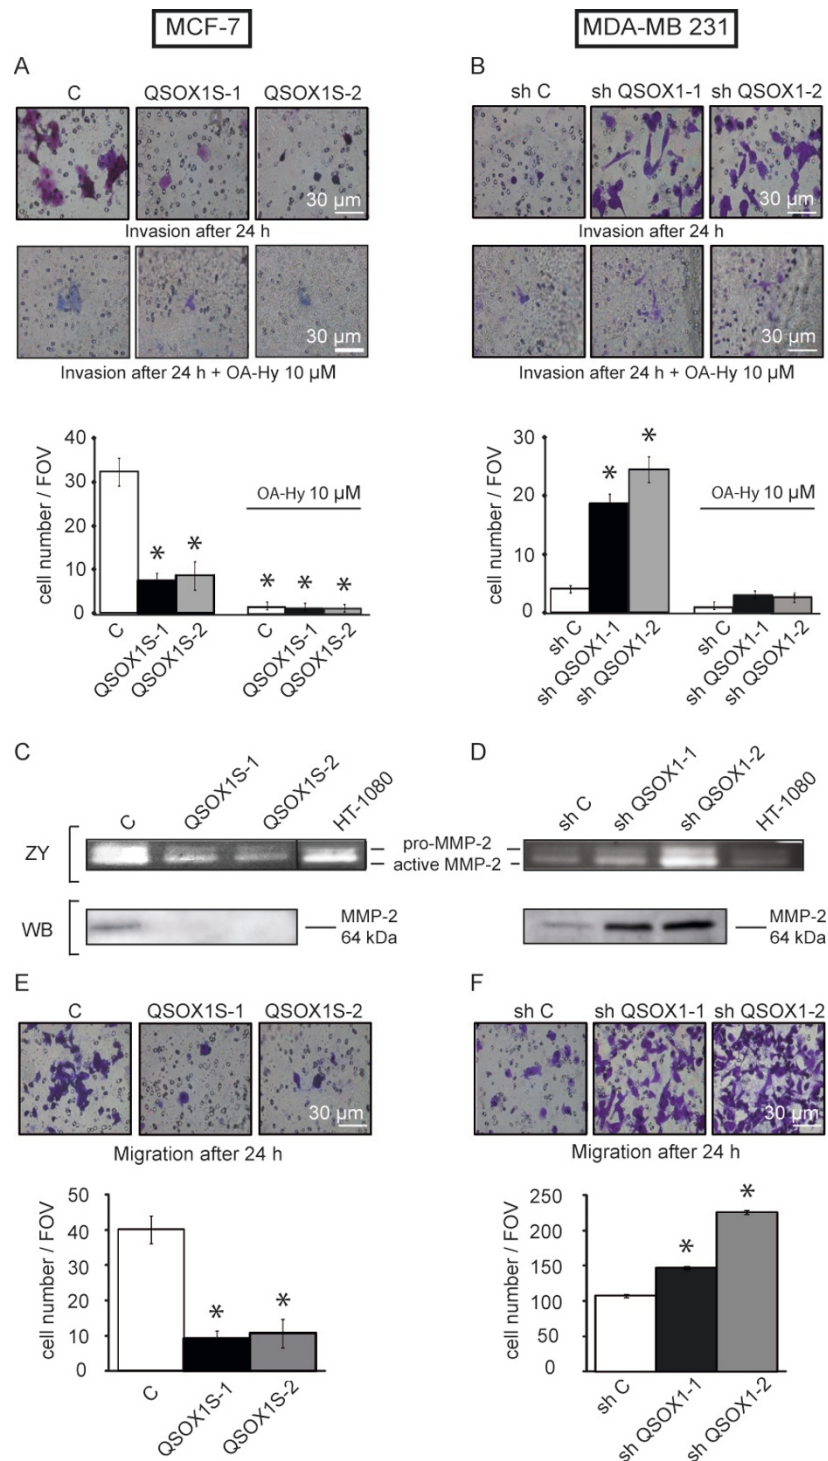 MCF-7
MDA-MB 231
A
C QSOX1S-1 QSOX1S-2
30 µm
Invasion after 24 h
30 µm
Invasion after 24 h + OA-Hy 10 µM
cell number / FOV
40
30
20
10
0
OA-Hy 10 µM
* *
* * *
C QSOX1S-1 QSOX1S-2 C QSOX1S-1 QSOX1S-2
B
sh C sh QSOX1-1 sh QSOX1-2
30 µm
Invasion after 24 h
30 µm
Invasion after 24 h + OA-Hy 10 µM
cell number / FOV
30
20
10
0
OA-Hy 10 µM
* *
sh C sh QSOX1-1 sh QSOX1-2 sh C sh QSOX1-1 sh QSOX1-2
C
C QSOX1S-1 QSOX1S-2 HT-1080
ZY
pro-MMP-2
active MMP-2
WB
MMP-2
64 kDa
D
sh C sh QSOX1-1 sh QSOX1-2 HT-1080
MMP-2
64 kDa
E
C QSOX1S-1 QSOX1S-2
30 µm
Migration after 24 h
cell number / FOV
50
40
30
20
10
0
* *
C QSOX1S-1 QSOX1S-2
F
sh C sh QSOX1-1 sh QSOX1-2
30 µm
Migration after 24 h
cell number / FOV
250
200
150
100
50
0
* *
sh C sh QSOX1-1 sh QSOX1-2